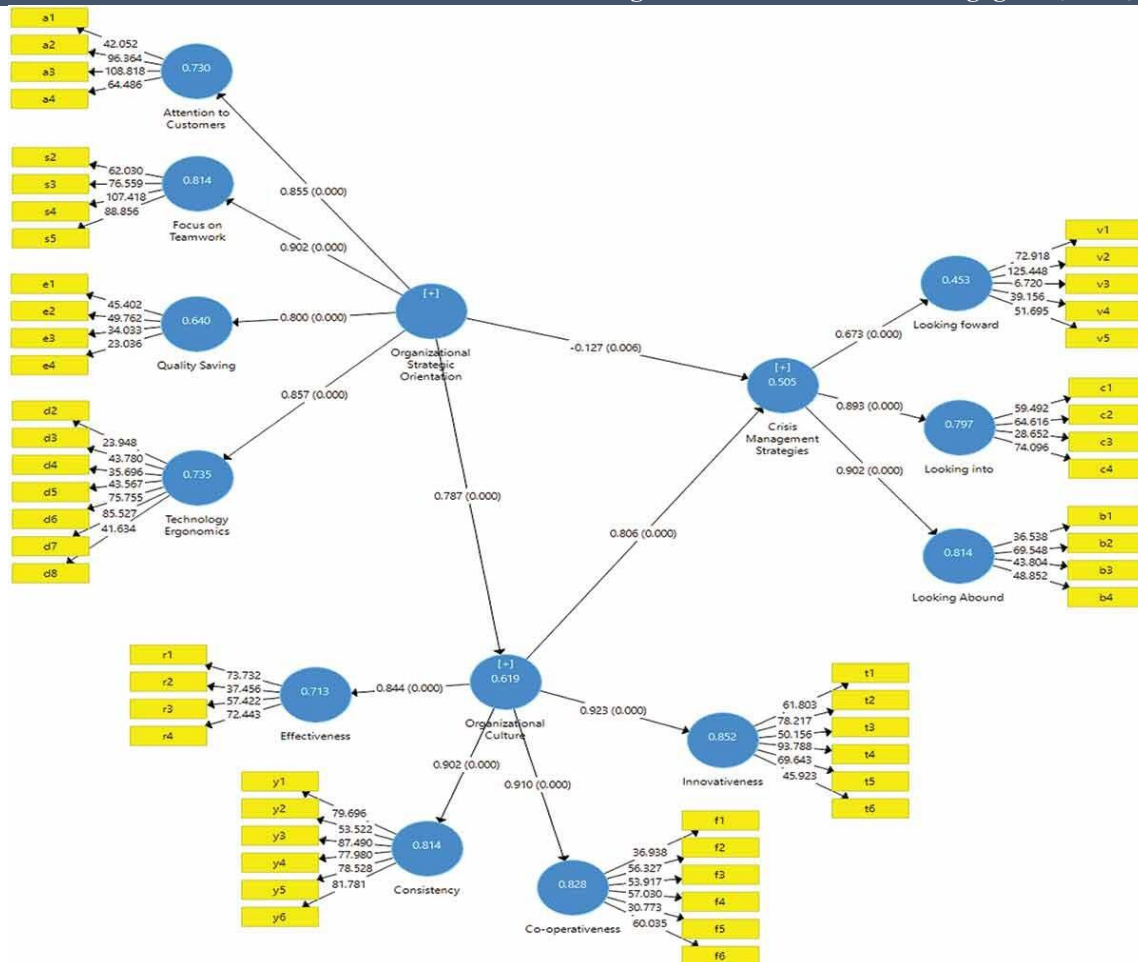 a1
a2
a3
a4
42.052
96.364
108.818
64.486
0.730
Attention to
Customers
s2
s3
s4
s5
62.030
76.559
107.418
88.856
0.814
Focus on
Teamwork
e1
e2
e3
e4
45.402
49.762
34.033
23.036
0.640
Quality Saving
d2
d3
d4
d5
d6
d7
d8
23.948
43.780
35.696
43.567
75.755
85.527
41.634
0.735
Technology
Ergonomics
0.855 (0.000)
0.902 (0.000)
0.800 (0.000)
0.857 (0.000)
[+]
Organizational
Strategic
Orientation
-0.127 (0.006)
0.787 (0.000)
0.806 (0.000)
[+]
0.505
Crisis
Management
Strategies
0.673 (0.000)
0.893 (0.000)
0.902 (0.000)
0.453
Looking foward
72.918
125.448
6.720
39.156
51.695
v1
v2
v3
v4
v5
0.797
Looking into
59.492
64.616
28.652
74.096
c1
c2
c3
c4
0.814
Looking Abound
36.538
69.548
43.804
48.852
b1
b2
b3
b4
[+]
0.619
Organizational
Culture
0.844 (0.000)
0.902 (0.000)
0.910 (0.000)
0.923 (0.000)
r1
r2
r3
r4
73.732
37.456
57.422
72.443
0.713
Effectiveness
y1
y2
y3
y4
y5
y6
79.696
53.522
87.490
77.980
78.528
81.781
0.814
Consistency
0.828
Co-operativeness
36.938
56.327
53.917
57.030
30.773
60.035
f1
f2
f3
f4
f5
f6
0.852
Innovativeness
61.803
78.217
50.156
93.788
69.643
45.923
t1
t2
t3
t4
t5
t6